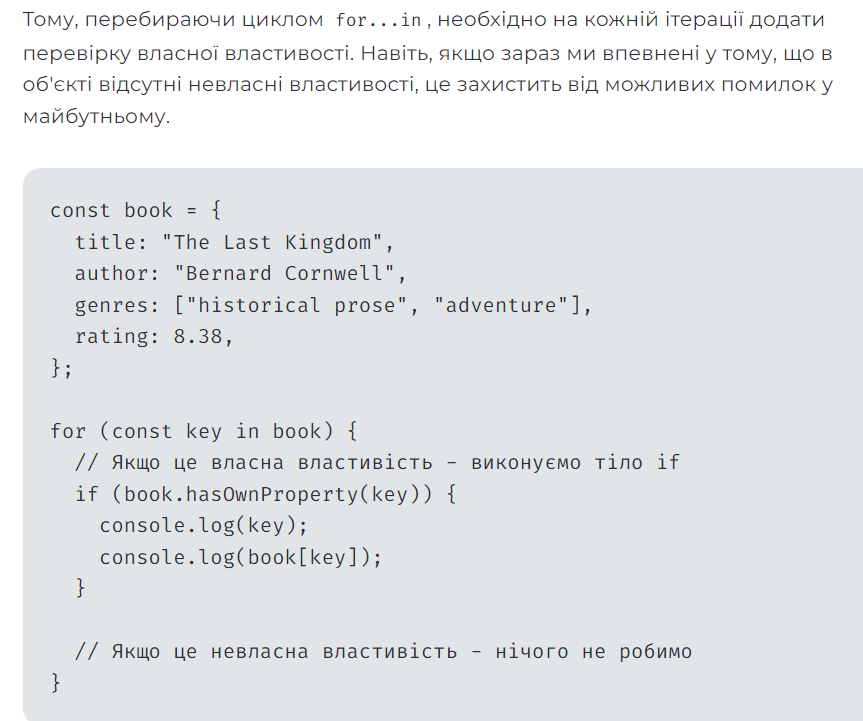 Тому, перебираючи циклом for...in, необхідно на кожній ітерації додати
перевірку власної властивості. Навіть, якщо зараз ми впевнені у тому, що в
об'єкті відсутні невласні властивості, це захистить від можливих помилок у
майбутньому.
const book = {
  title: "The Last Kingdom",
  author: "Bernard Cornwell",
  genres: ["historical prose", "adventure"],
  rating: 8.38,
};
for (const key in book) {
  // Якщо це власна властивість - виконуємо тіло if
  if (book.hasOwnProperty(key)) {
    console.log(key);
    console.log(book[key]);
  }
  // Якщо це невласна властивість - нічого не робимо
}